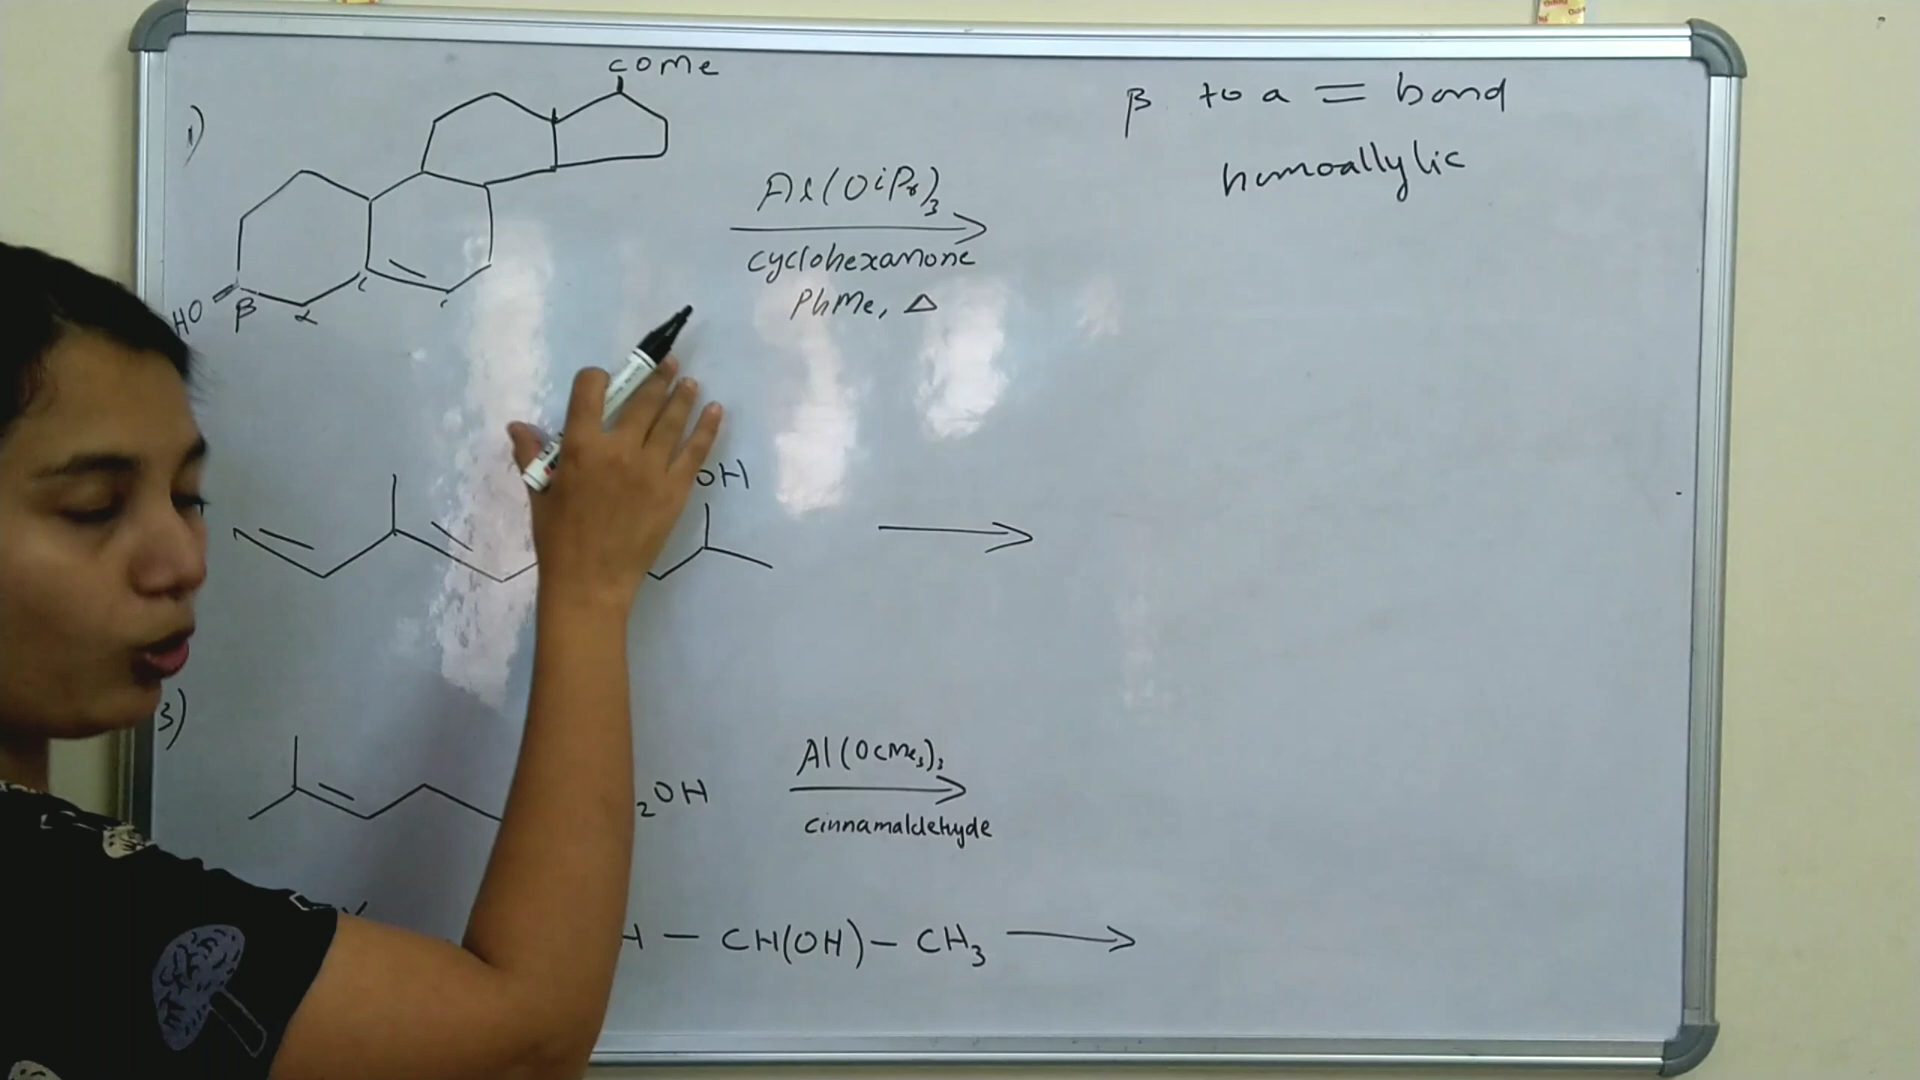 1)
COMe
HO
β
α
Al(OiPr)3
cyclohexanone
PhMe, △
β to a = bond
homoallylic
OH
3)
2OH
Al(OCMe3)3
cinnamaldehyde
H — CH(OH) — CH3